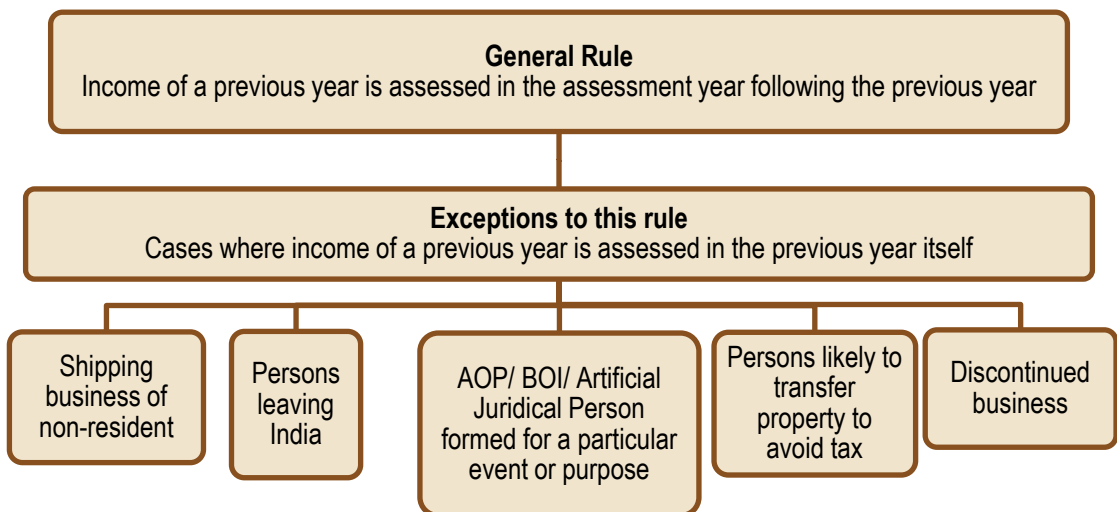 General Rule
Income of a previous year is assessed in the assessment year following the previous year
Exceptions to this rule
Cases where income of a previous year is assessed in the previous year itself
Shipping
business of
non-resident
Persons
leaving
India
AOP/ BOI/ Artificial
Juridical Person
formed for a particular
event or purpose
Persons likely to
transfer
property to
avoid tax
Discontinued
business